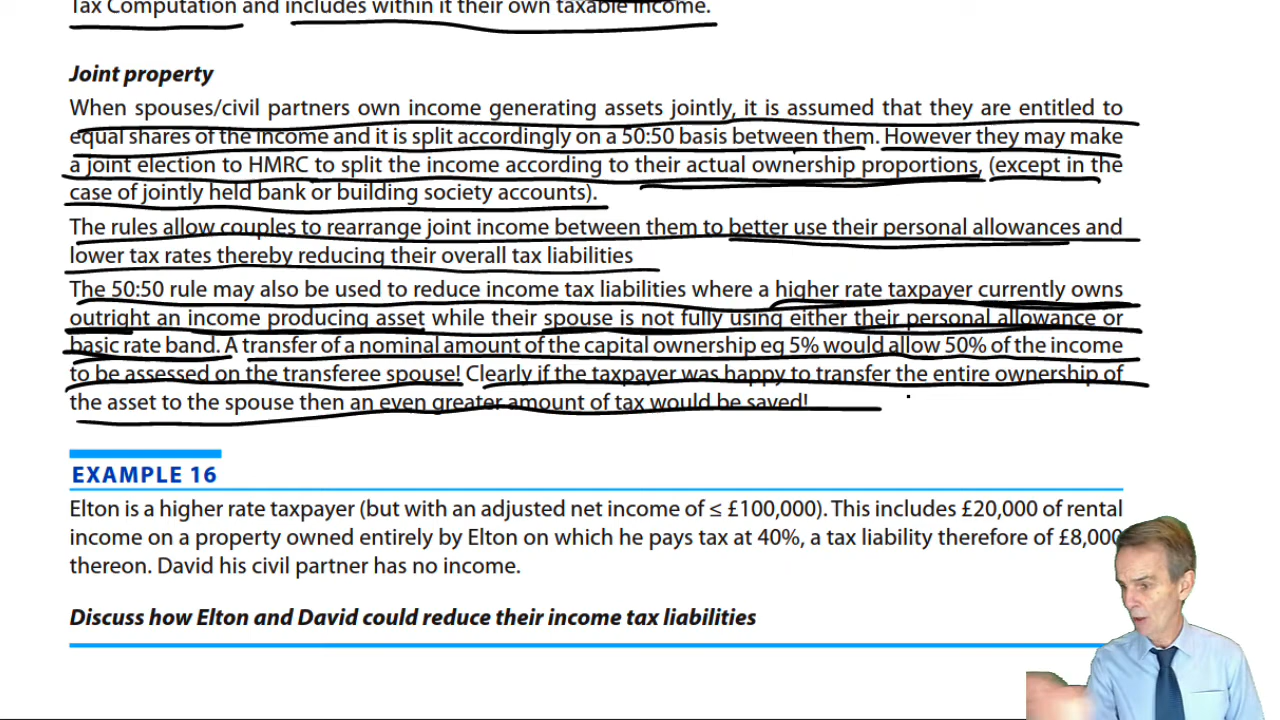 Tax Computation and includes within it their own taxable income.
Joint property
When spouses/civil partners own income generating assets jointly, it is assumed that they are entitled to
equal shares of the income and it is split accordingly on a 50:50 basis between them. However they may make
a joint election to HMRC to split the income according to their actual ownership proportions, (except in the
case of jointly held bank or building society accounts).
The rules allow couples to rearrange joint income between them to better use their personal allowances and
lower tax rates thereby reducing their overall tax liabilities
The 50:50 rule may also be used to reduce income tax liabilities where a higher rate taxpayer currently owns
outright an income producing asset while their spouse is not fully using either their personal allowance or
basic rate band. A transfer of a nominal amount of the capital ownership eq 5% would allow 50% of the income
to be assessed on the transferee spouse! Clearly if the taxpayer was happy to transfer the entire ownership of
the asset to the spouse then an even greater amount of tax would be saved!
EXAMPLE 16
Elton is a higher rate taxpayer (but with an adjusted net income of ≤ £100,000). This includes £20,000 of rental
income on a property owned entirely by Elton on which he pays tax at 40%, a tax liability therefore of £8,000
thereon. David his civil partner has no income.
Discuss how Elton and David could reduce their income tax liabilities